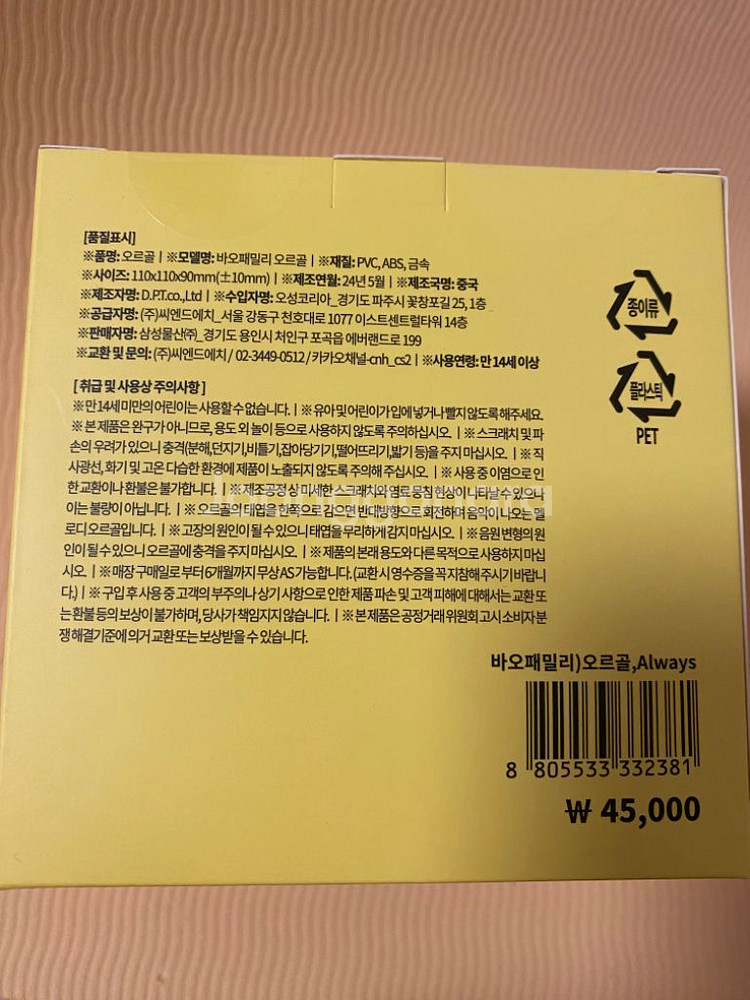 [품질표시]
※품명: 오르골 | ※모델명: 바오패밀리 오르골 | ※재질: PVC, ABS, 금속
※사이즈: 110x110x90mm(±10mm) | ※제조연월: 24년 5월 | ※제조국명: 중국
※제조자명: D.P.T.co.,Ltd | ※수입자명: 오성코리아_경기도 파주시 꽃창포길 25, 1층
※공급자명: (주)씨엔드에치_서울 강동구 천호대로 1077 이스트센트럴타워 14층
※판매자명: 삼성물산㈜_경기도 용인시 처인구 포곡읍 에버랜드로 199
※교환 및 문의: (주)씨엔드에치 / 02-3449-0512 / 카카오채널-cnh_cs2 | ※사용연령: 만 14세 이상
[ 취급 및 사용상 주의사항 ]
※ 만 14세 미만의 어린이는 사용할 수 없습니다. | ※ 유아 및 어린이가 입에 넣거나 빨지 않도록 해주세요.
※ 본 제품은 완구가 아니므로, 용도 외 놀이 등으로 사용하지 않도록 주의하십시오. | ※ 스크래치 및 파
손의 우려가 있으니 충격(분해,던지기,비틀기,잡아당기기,떨어뜨리기,밟기 등)을 주지 마십시오. | ※ 직
사광선, 화기 및 고온 다습한 환경에 제품이 노출되지 않도록 주의해 주십시오. | ※ 사용 중 이염으로 인
한 교환이나 환불은 불가합니다. | ※ 제조공정 상 미세한 스크래치와 염료 뭉침 현상이 나타날 수 있으나
이는 불량이 아닙니다. | ※ 오르골의 태엽을 한쪽으로 감으면 반대방향으로 회전하며 음악이 나오는 멜
로디 오르골입니다. | ※ 고장의 원인이 될 수 있으니 태엽을 무리하게 감지 마십시오. | ※ 음원 변형의 원
인이 될 수 있으니 오르골에 충격을 주지 마십시오. | ※ 제품의 본래 용도와 다른 목적으로 사용하지 마십
시오. | ※ 매장 구매일로 부터 6개월까지 무상AS 가능합니다. (교환 시 영수증을 꼭 지참해 주시기 바랍니
다.) | ※ 구입 후 사용 중 고객의 부주의나 상기 사항으로 인한 제품 파손 및 고객 피해에 대해서는 교환 또
는 환불 등의 보상이 불가하며, 당사가 책임지지 않습니다. | ※ 본 제품은 공정거래 위원회 고시 소비자 분
쟁 해결기준에 의거 교환 또는 보상받을 수 있습니다.
종이류
플라스틱
PET
바오패밀리)오르골,Always
8 805533 332381
₩ 45,000